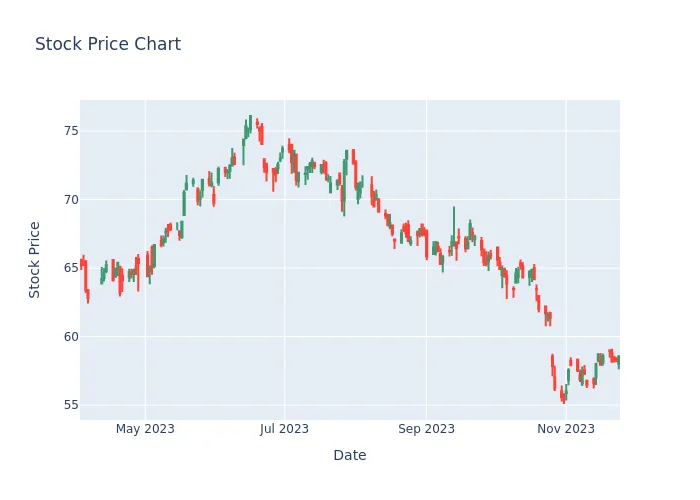 Stock Price Chart
Stock Price
75
70
65
60
55
May 2023
Jul 2023
Sep 2023
Nov 2023
Date